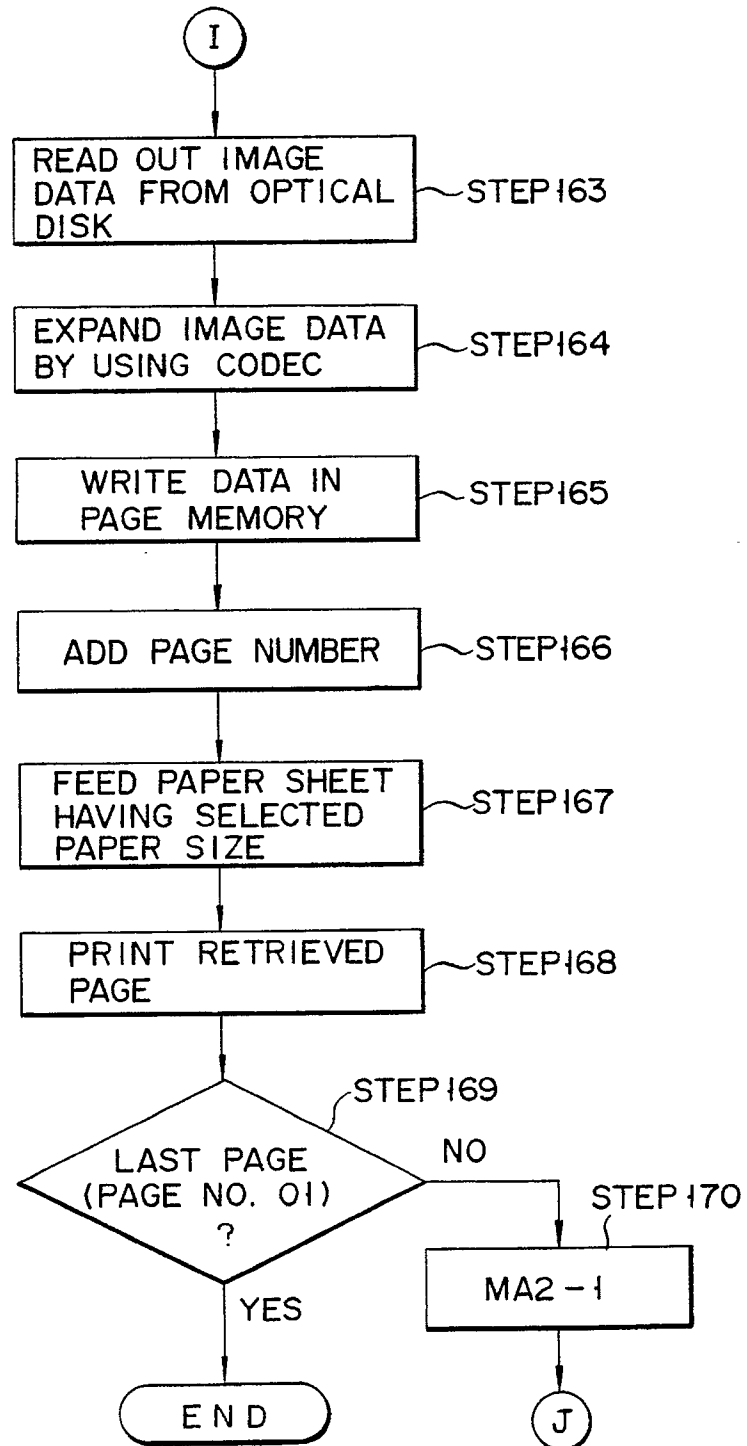 I
READ OUT IMAGE
DATA FROM OPTICAL
DISK
STEP163
EXPAND IMAGE DATA
BY USING CODEC
STEP164
WRITE DATA IN
PAGE MEMORY
STEP165
ADD PAGE NUMBER
STEP166
FEED PAPER SHEET
HAVING SELECTED
PAPER SIZE
STEP167
PRINT RETRIEVED
PAGE
STEP168
STEP169
LAST PAGE
(PAGE NO. 01)
?
NO
YES
STEP170
MA2-1
END
J